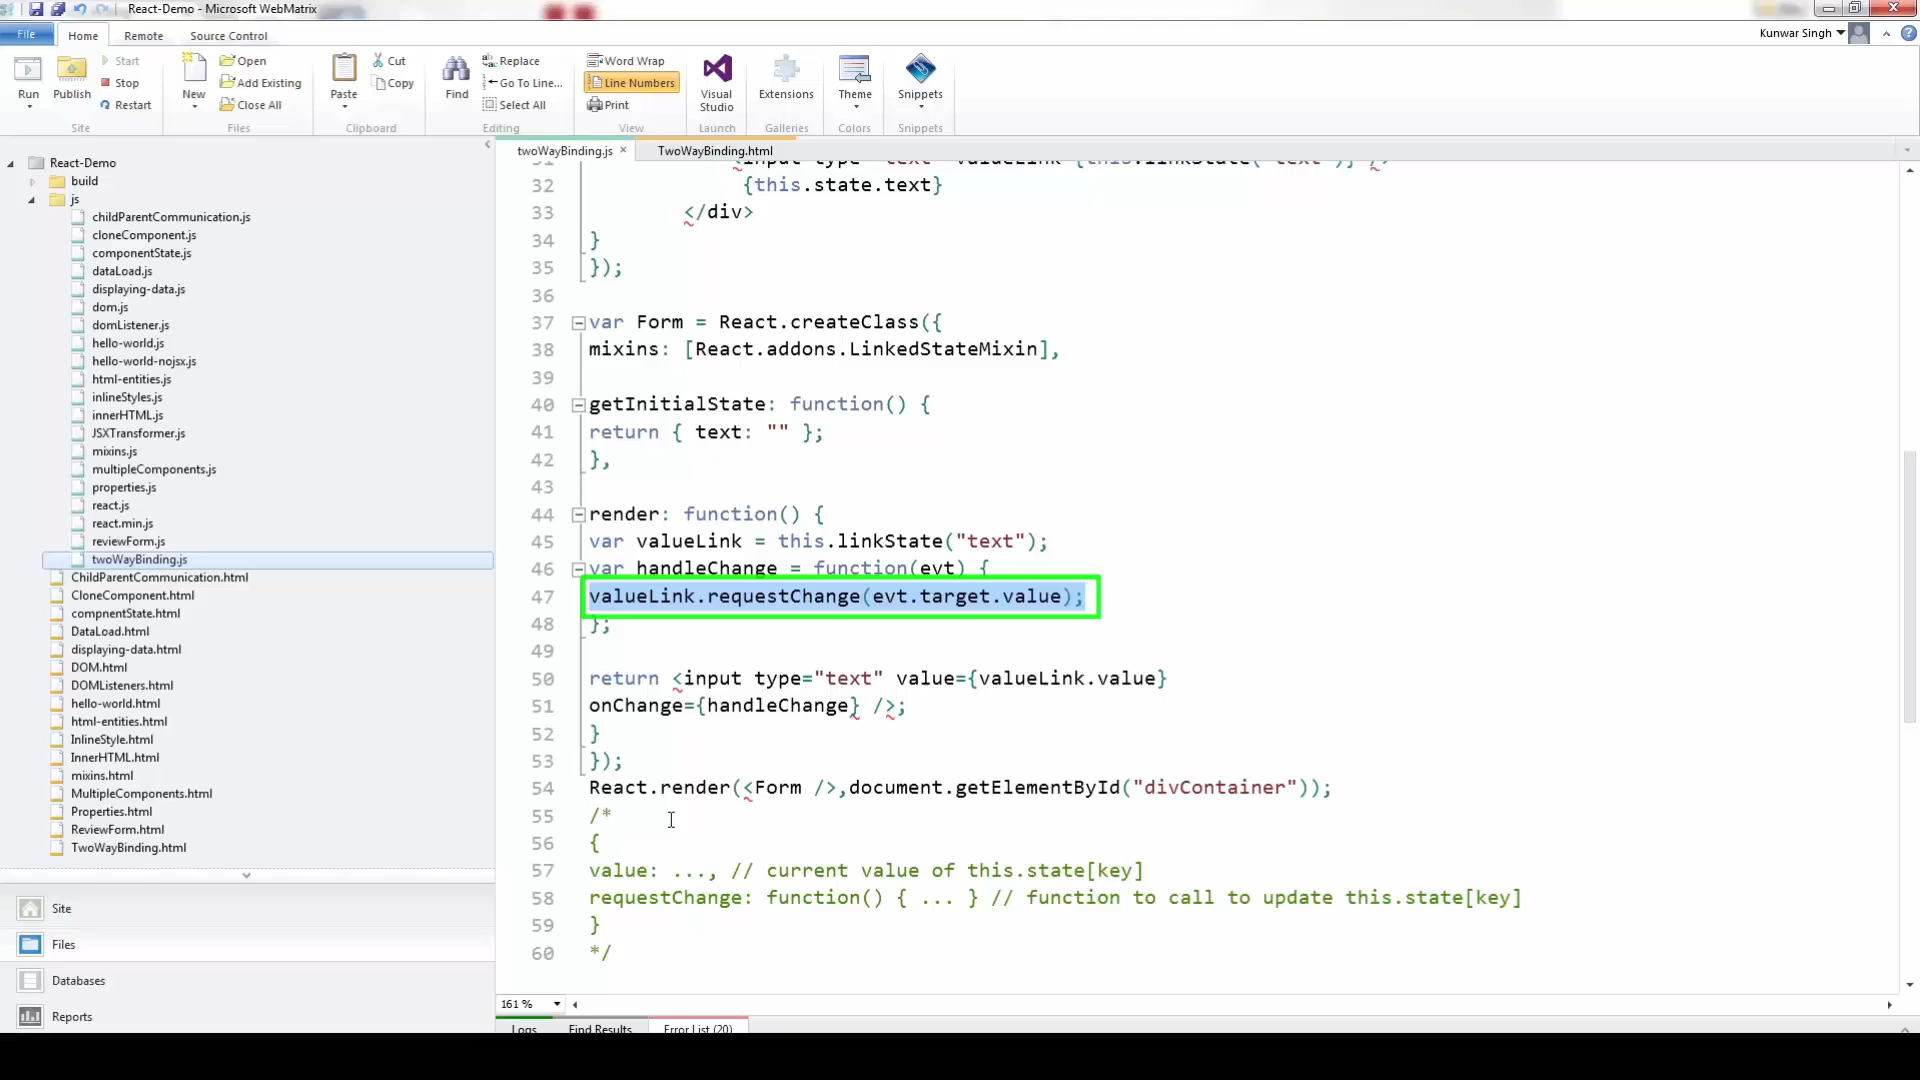 React-Demo - Microsoft WebMatrix
File
Home
Remote
Source Control
Kunwar Singh
Run
Publish
Start
Stop
Restart
Site
New
Open
Add Existing
Close All
Files
Paste
Cut
Copy
Clipboard
Find
Replace
Go To Line...
Select All
Editing
Word Wrap
Line Numbers
Print
View
Visual
Studio
Launch
Extensions
Galleries
Theme
Colors
Snippets
Snippets
React-Demo
build
js
childParentCommunication.js
cloneComponent.js
componentState.js
dataLoad.js
displaying-data.js
dom.js
domListener.js
hello-world.js
hello-world-nojsx.js
html-entities.js
inlineStyles.js
innerHTML.js
JSXTransformer.js
mixins.js
multipleComponents.js
properties.js
react.js
react.min.js
reviewForm.js
twoWayBinding.js
ChildParentCommunication.html
CloneComponent.html
compnentState.html
DataLoad.html
displaying-data.html
DOM.html
DOMListeners.html
hello-world.html
html-entities.html
InlineStyle.html
InnerHTML.html
mixins.html
MultipleComponents.html
Properties.html
ReviewForm.html
TwoWayBinding.html
Site
Files
Databases
Reports
twoWayBinding.js
TwoWayBinding.html
31 <input type="text" valueLink={this.linkState("text")} />
32 {this.state.text}
33 </div>
34 }
35 });
36
37 var Form = React.createClass({
38 mixins: [React.addons.LinkedStateMixin],
39
40 getInitialState: function() {
41 return { text: "" };
42 },
43
44 render: function() {
45 var valueLink = this.linkState("text");
46 var handleChange = function(evt) {
47 valueLink.requestChange(evt.target.value);
48 };
49
50 return <input type="text" value={valueLink.value}
51 onChange={handleChange} />;
52 }
53 });
54 React.render(<Form />,document.getElementById("divContainer"));
55 /*
56 {
57 value: ..., // current value of this.state[key]
58 requestChange: function() { ... } // function to call to update this.state[key]
59 }
60 */
161 %
Logs
Find Results
Error List (20)